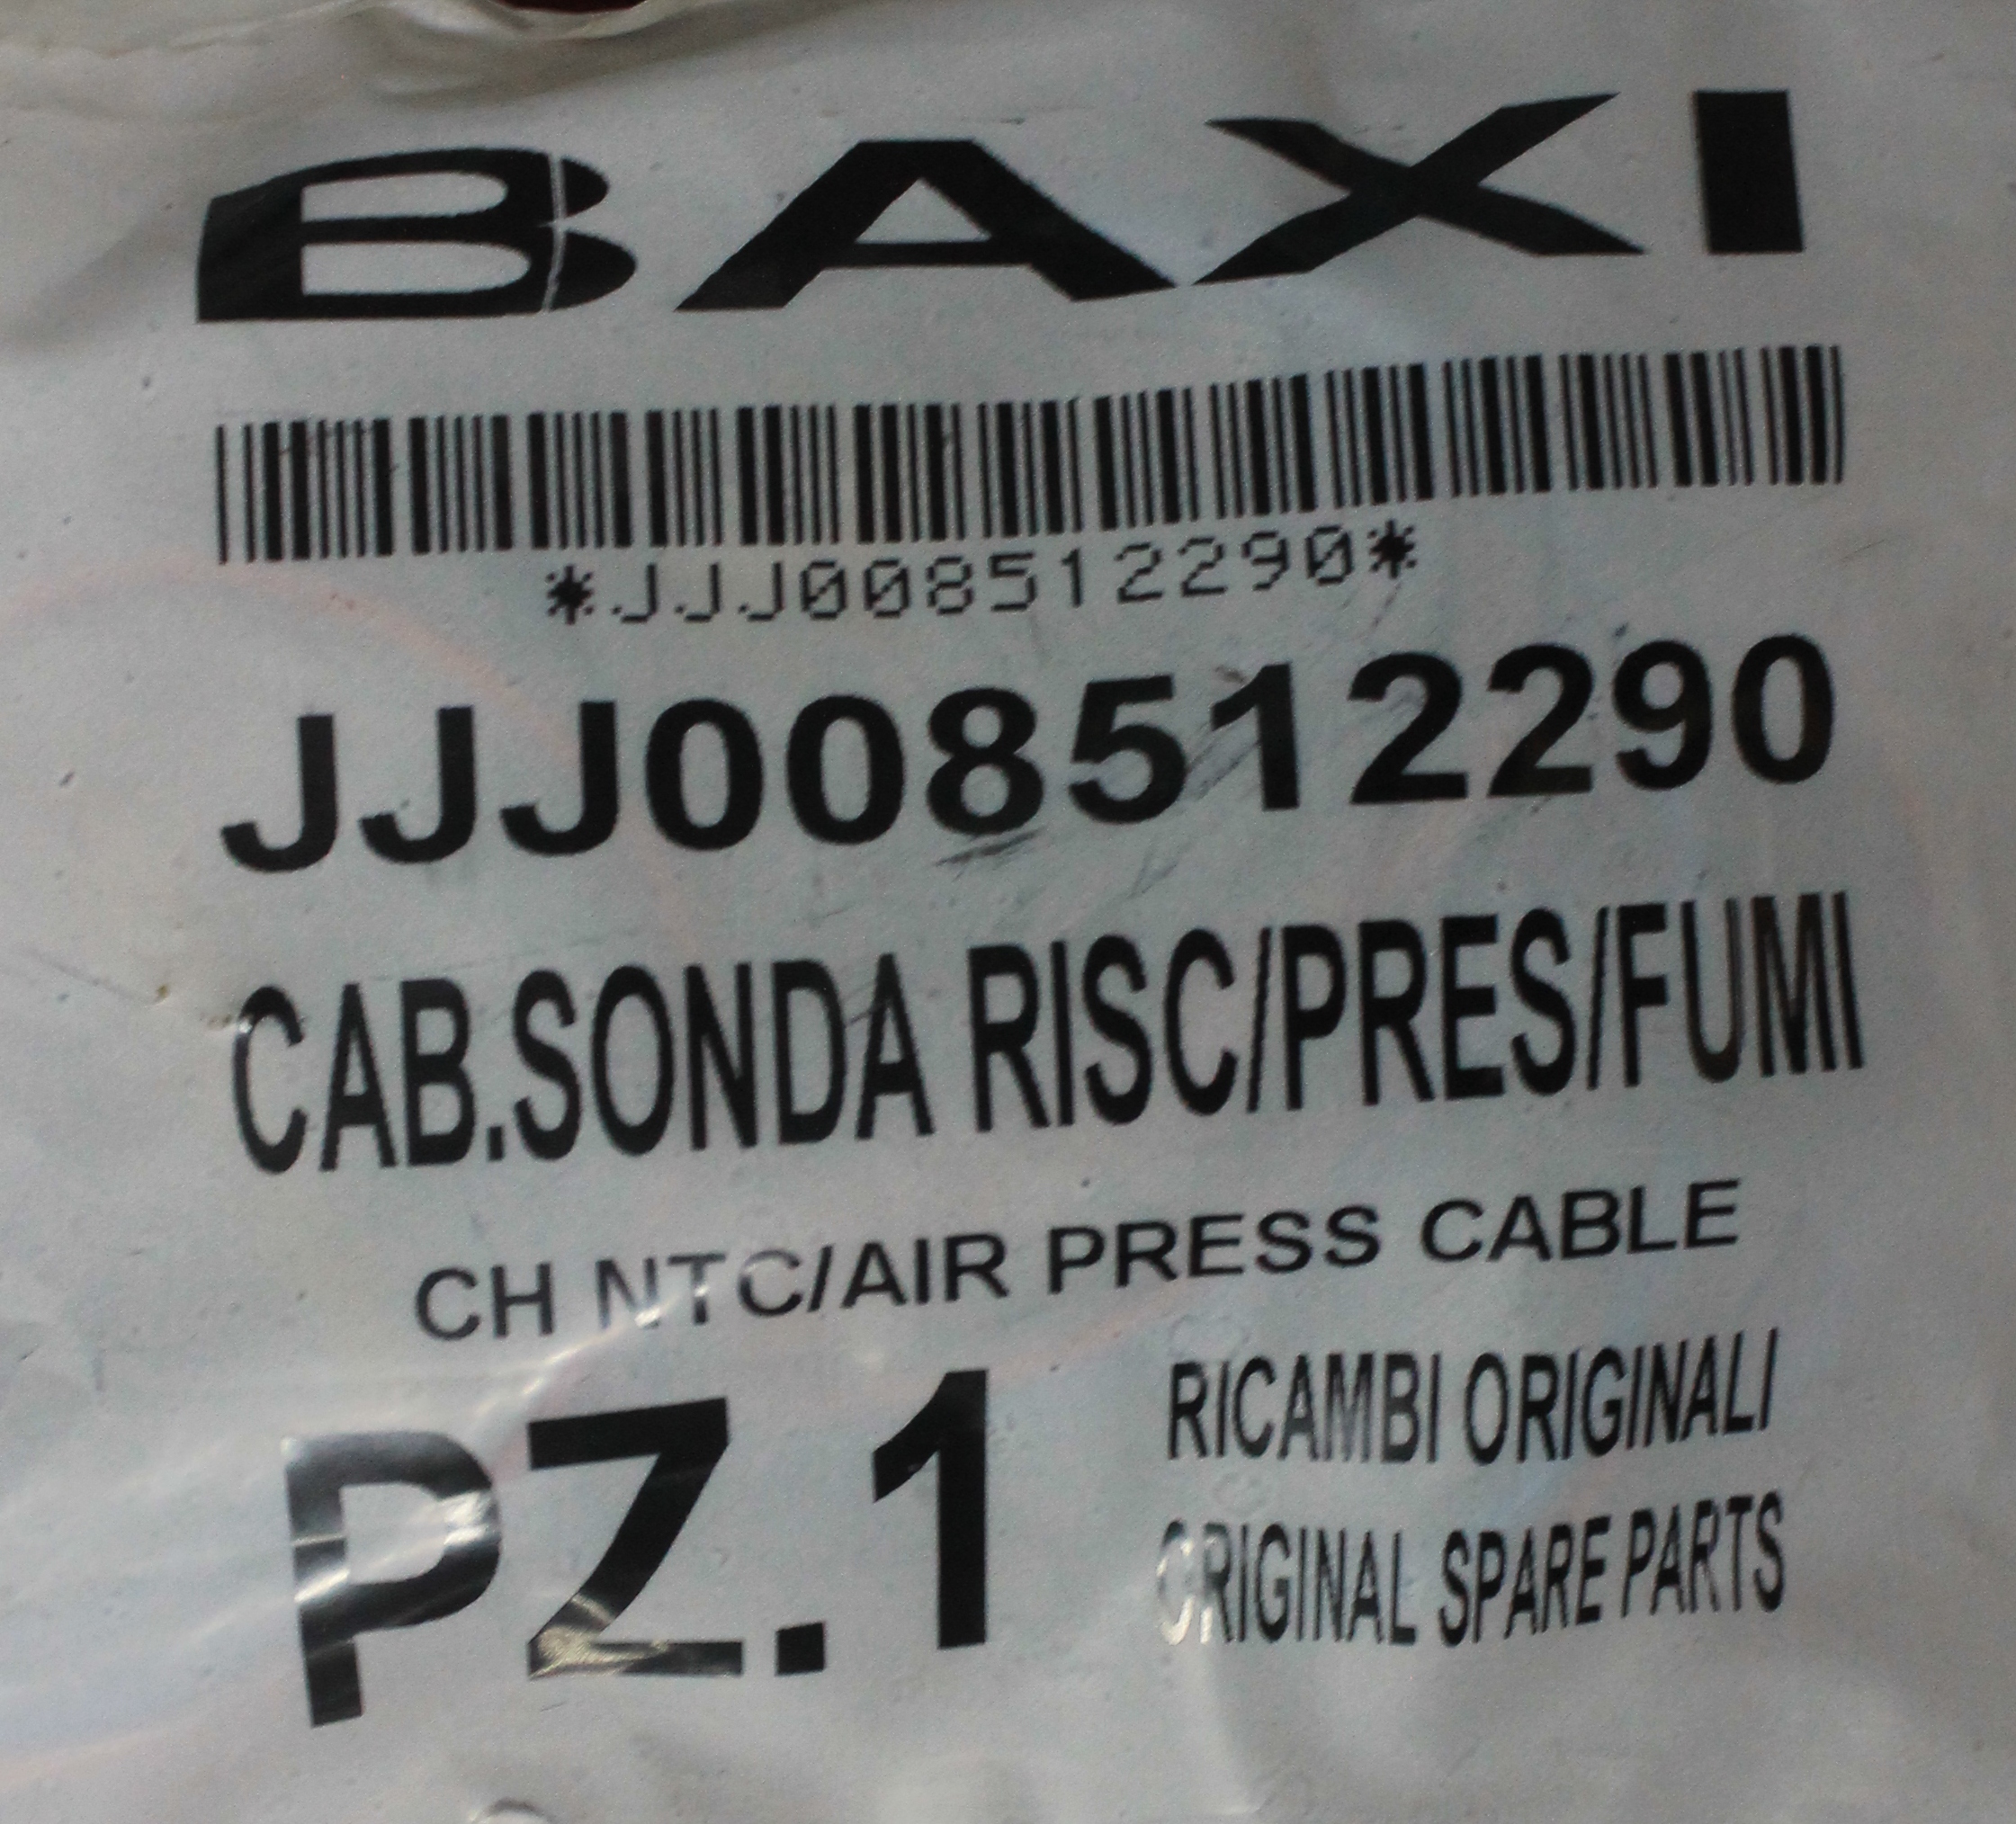 BAXI
*JJJ008512290*
JJJ008512290
CAB.SONDA RISC/PRES/FUMI
CH NTC/AIR PRESS CABLE
PZ.1
RICAMBI ORIGINALI
ORIGINAL SPARE PARTS